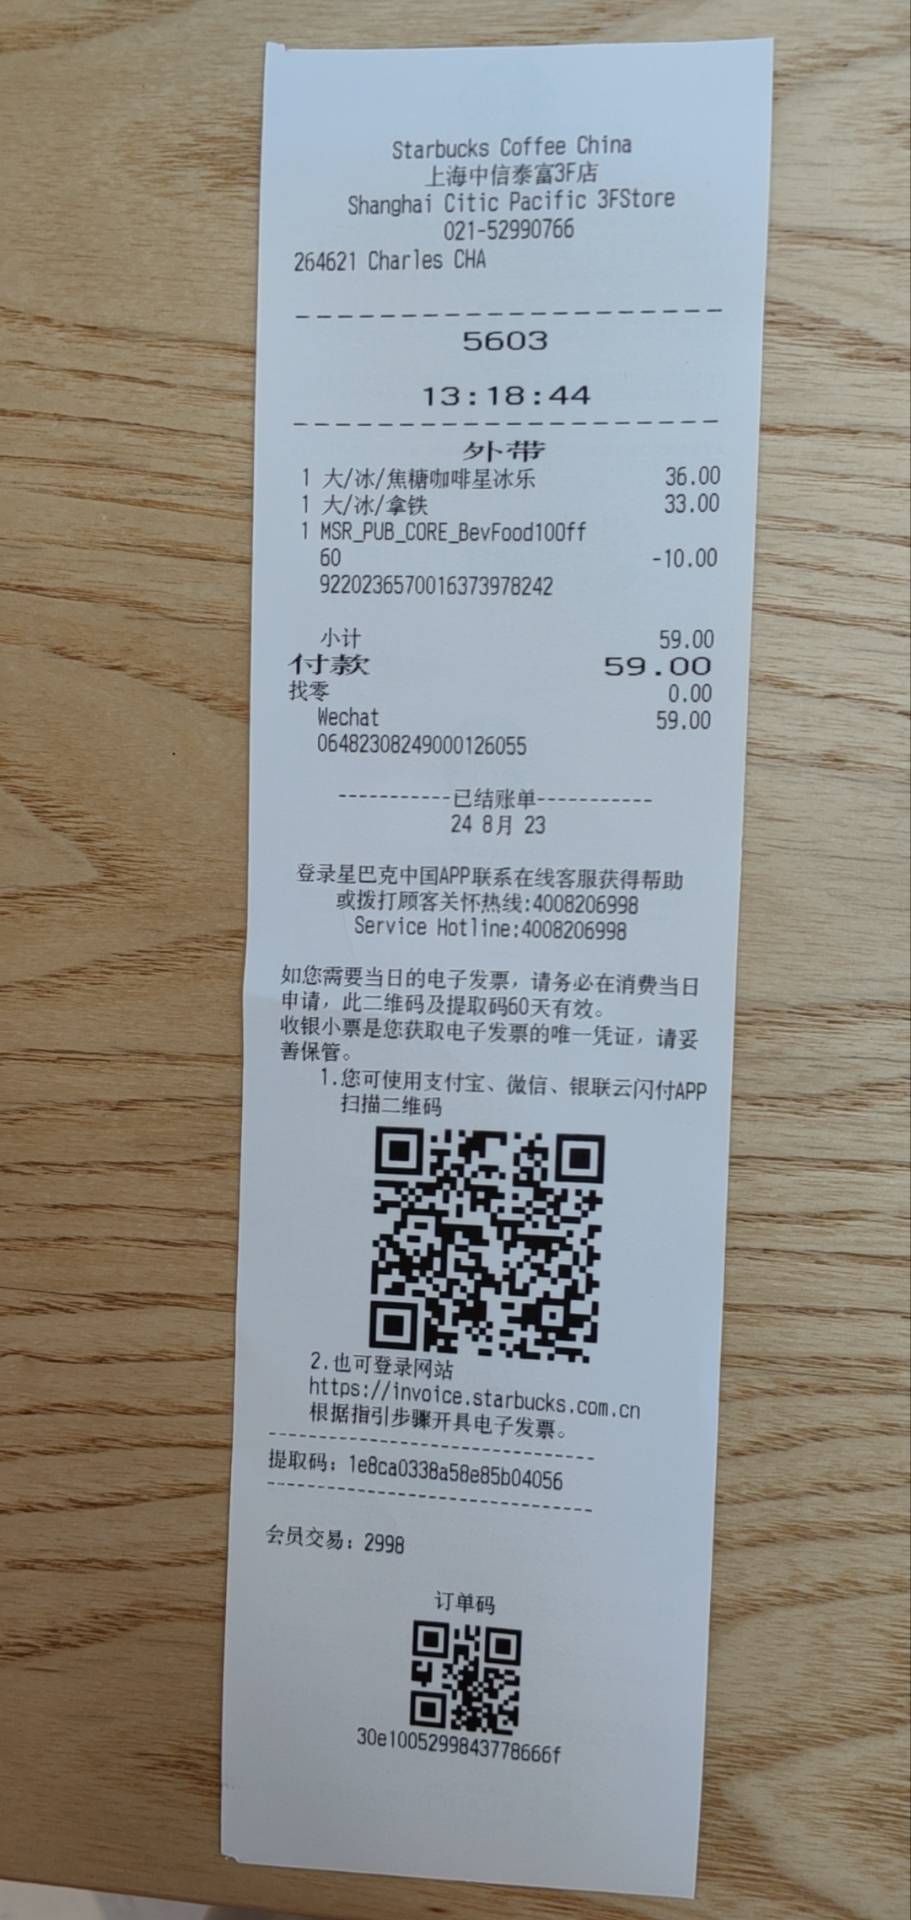 Starbucks Coffee China
上海中信泰富3F店
Shanghai Citic Pacific 3FStore
021-52990766
264621 Charles CHA
5603
13:18:44
外带
1 大/冰/焦糖咖啡星冰乐 36.00
1 大/冰/拿铁 33.00
1 MSR_PUB_CORE_BevFood10Off
60 -10.00
9220236570016373978242
小计 59.00
付款 59.00
找零 0.00
Wechat 59.00
06482308249000126055
-----------已结账单-----------
24 8月 23
登录星巴克中国APP联系在线客服获得帮助
或拨打顾客关怀热线:4008206998
Service Hotline:4008206998
如您需要当日的电子发票，请务必在消费当日
申请，此二维码及提取码60天有效。
收银小票是您获取电子发票的唯一凭证，请妥
善保管。
1.您可使用支付宝、微信、银联云闪付APP
扫描二维码
2.也可登录网站
https://invoice.starbucks.com.cn
根据指引步骤开具电子发票。
提取码：1e8ca0338a58e85b04056
会员交易：2998
订单码
30e1005299843778666f